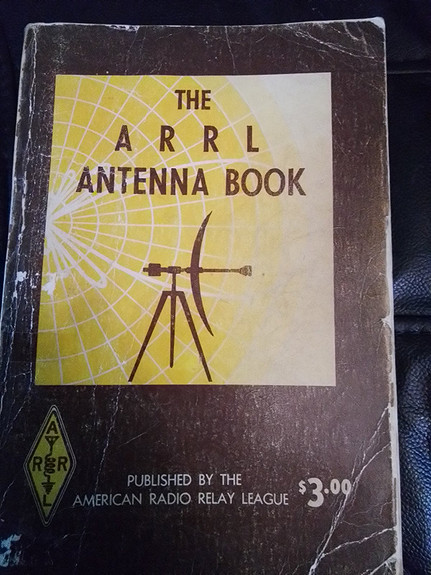 THE
A R R L
ANTENNA BOOK
A
R R
L
PUBLISHED BY THE
AMERICAN RADIO RELAY LEAGUE
$3.00